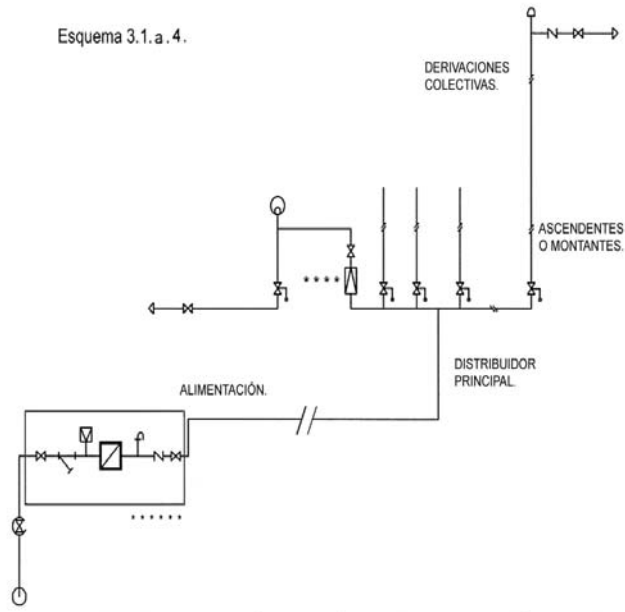 Esquema 3.1.a.4.
DERIVACIONES
COLECTIVAS.
ASCENDENTES
O MONTANTES.
* * * *
DISTRIBUIDOR
PRINCIPAL.
ALIMENTACIÓN.
* * * * * *